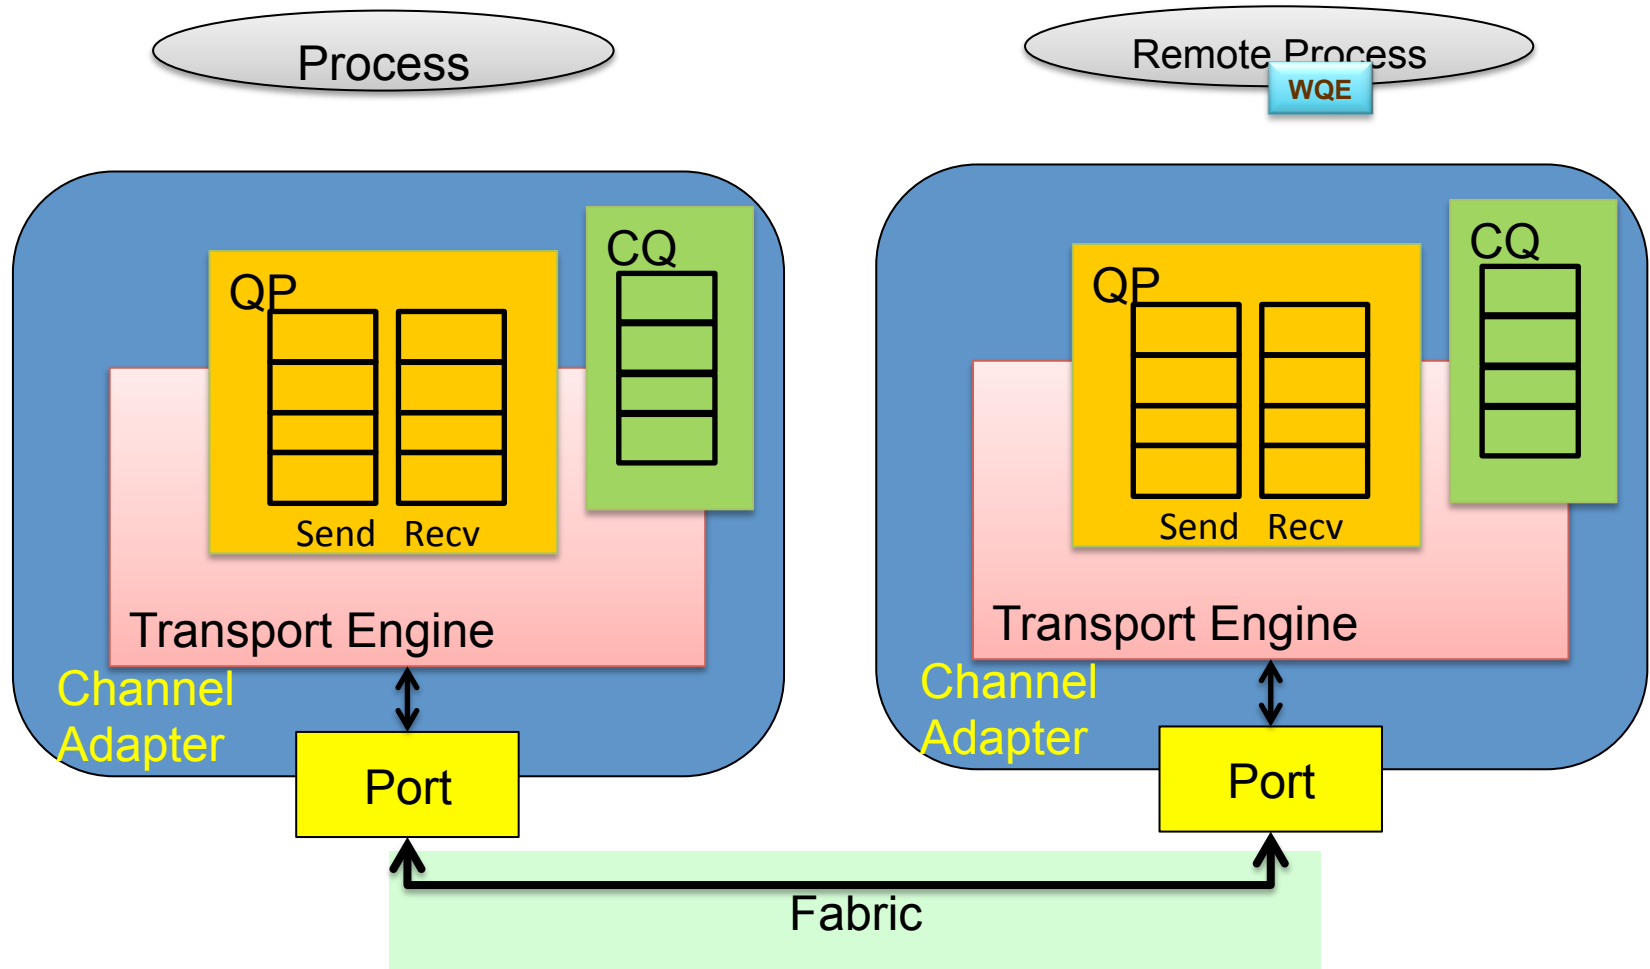 Process
Remote Process
WQE
CQ
QP
Send Recv
Transport Engine
Channel
Adapter
Port
CQ
QP
Send Recv
Transport Engine
Channel
Adapter
Port
Fabric